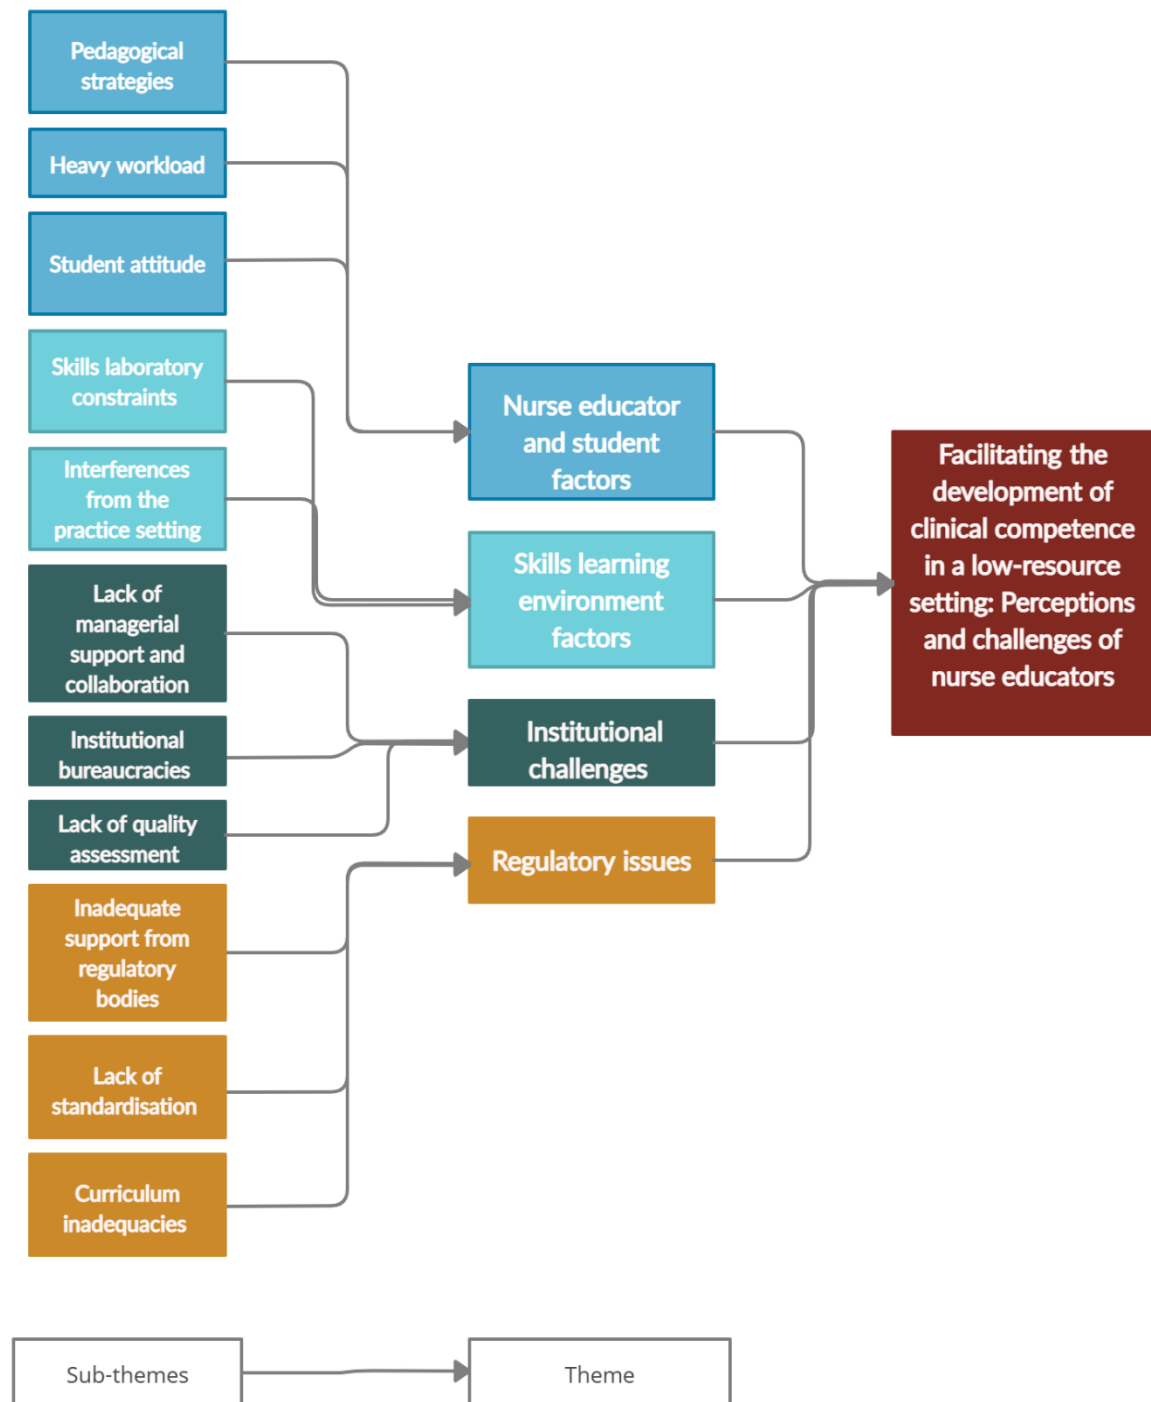 Pedagogical
strategies
Heavy workload
Student attitude
Skills laboratory
constraints
Interferences
from the
practice setting
Lack of
managerial
support and
collaboration
Institutional
bureaucracies
Lack of quality
assessment
Inadequate
support from
regulatory
bodies
Lack of
standardisation
Curriculum
inadequacies
Nurse educator
and student
factors
Skills learning
environment
factors
Institutional
challenges
Regulatory issues
Facilitating the
development of
clinical competence
in a low-resource
setting: Perceptions
and challenges of
nurse educators
Sub-themes
Theme